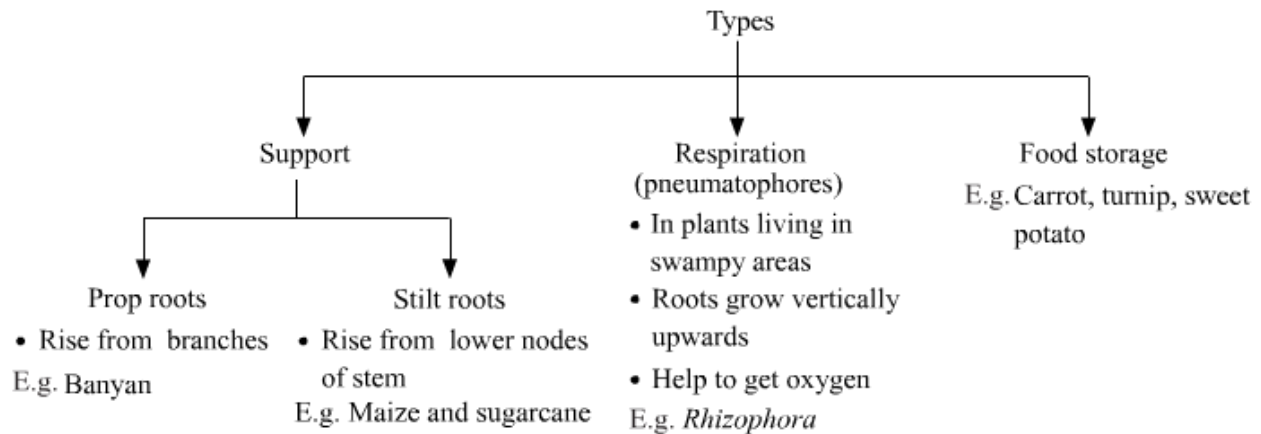 Types
Support
Prop roots
• Rise from branches
E.g. Banyan
Stilt roots
• Rise from lower nodes
of stem
E.g. Maize and sugarcane
Respiration
(pneumatophores)
• In plants living in
swampy areas
• Roots grow vertically
upwards
• Help to get oxygen
E.g. Rhizophora
Food storage
E.g. Carrot, turnip, sweet
potato